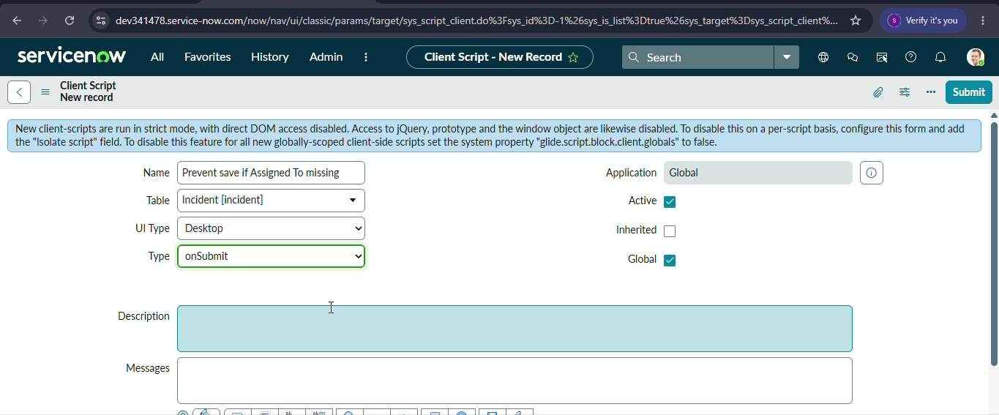 dev341478.service-now.com/now/nav/ui/classic/params/target/sys_script_client.do%3Fsys_id%3D-1%26sys_is_list%3Dtrue%26sys_target%3Dsys_script_client%...
S Verify it's you
servicenow All Favorites History Admin Client Script - New Record Search
Client Script
New record
Submit
New client-scripts are run in strict mode, with direct DOM access disabled. Access to jQuery, prototype and the window object are likewise disabled. To disable this on a per-script basis, configure this form and add
the "Isolate script" field. To disable this feature for all new globally-scoped client-side scripts set the system property "glide.script.block.client.globals" to false.
Name Prevent save if Assigned To missing
Application Global
Table Incident [incident]
Active
UI Type Desktop
Inherited
Type onSubmit
Global
Description
Messages